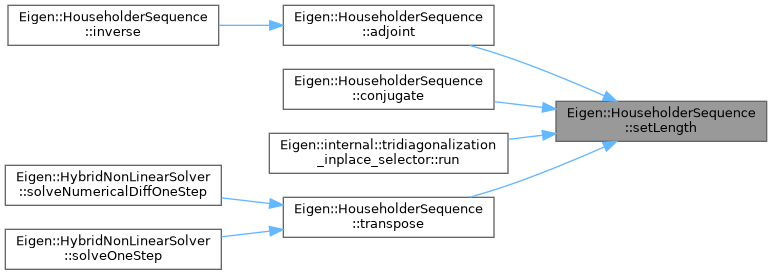 Eigen::HouseholderSequence
::inverse
Eigen::HouseholderSequence
::adjoint
Eigen::HouseholderSequence
::conjugate
Eigen::HouseholderSequence
::setLength
Eigen::internal::tridiagonalization
_inplace_selector::run
Eigen::HybridNonLinearSolver
::solveNumericalDiffOneStep
Eigen::HouseholderSequence
::transpose
Eigen::HybridNonLinearSolver
::solveOneStep